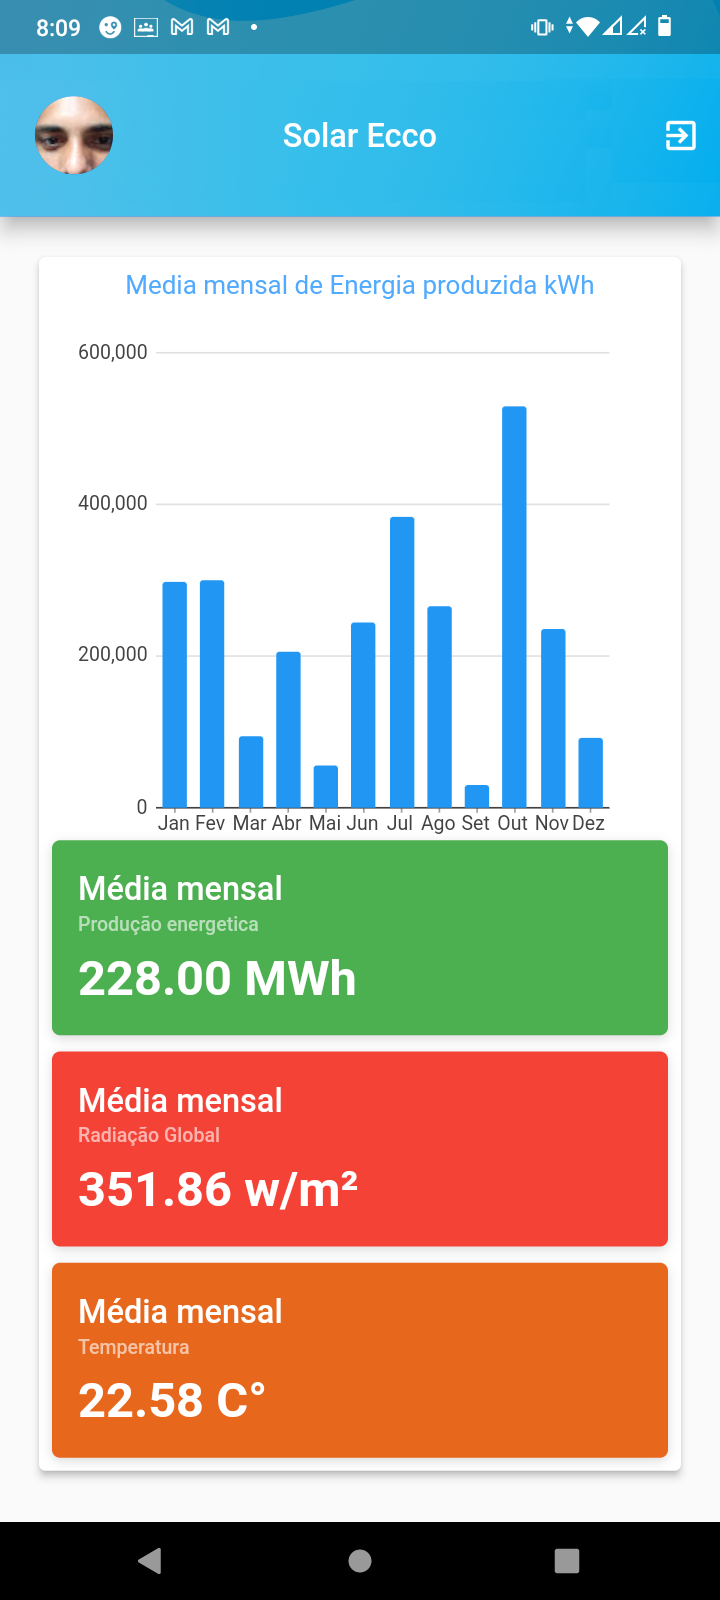 8:09
Solar Ecco
Media mensal de Energia produzida kWh
600,000
400,000
200,000
0
Jan Fev Mar Abr Mai Jun Jul Ago Set Out Nov Dez
Média mensal
Produção energetica
228.00 MWh
Média mensal
Radiação Global
351.86 w/m²
Média mensal
Temperatura
22.58 C°